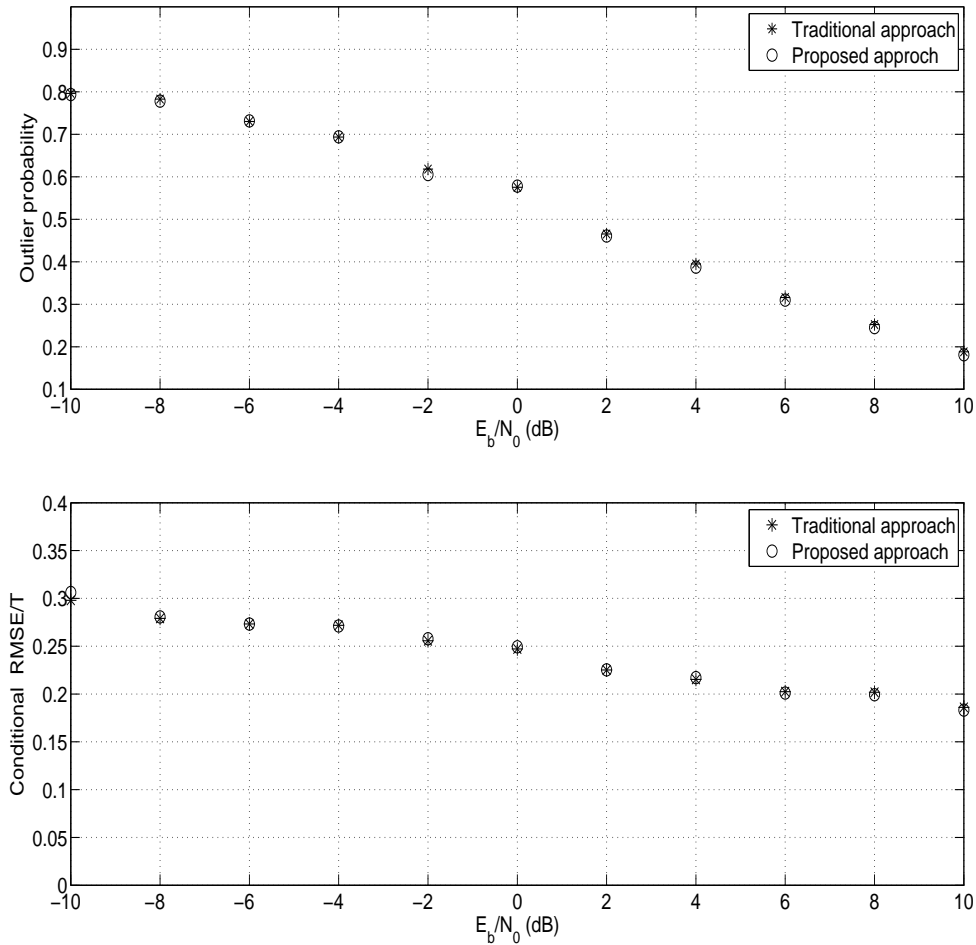 Traditional approach
Proposed approch
0.9
0.8
0.7
0.6
0.5
0.4
0.3
0.2
0.1
Outlier probability
−10 −8 −6 −4 −2 0 2 4 6 8 10
E_b/N_0 (dB)
Traditional approach
Proposed approach
0.4
0.35
0.3
0.25
0.2
0.15
0.1
0.05
0
Conditional RMSE/T
−10 −8 −6 −4 −2 0 2 4 6 8 10
E_b/N_0 (dB)